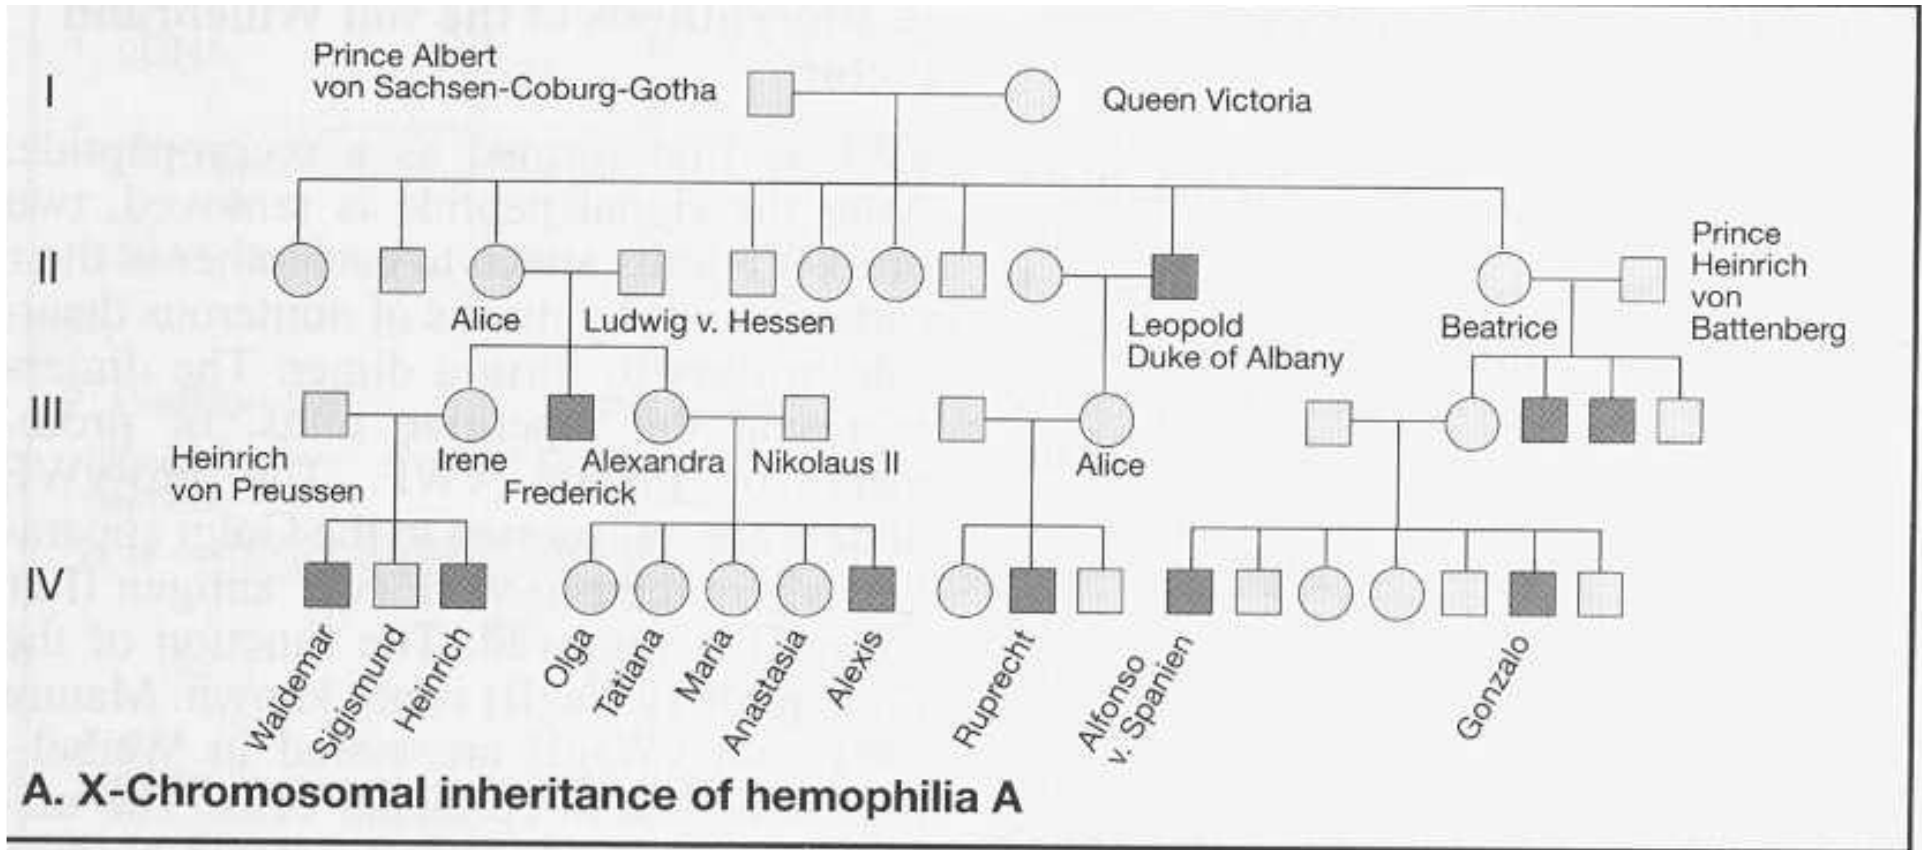 I
Prince Albert
von Sachsen-Coburg-Gotha
Queen Victoria
II
Alice
Ludwig v. Hessen
Leopold
Duke of Albany
Beatrice
Prince
Heinrich
von
Battenberg
III
Heinrich
von Preussen
Irene
Frederick
Alexandra
Nikolaus II
Alice
IV
Waldemar
Sigismund
Heinrich
Olga
Tatiana
Maria
Anastasia
Alexis
Ruprecht
Alfonso
v. Spanien
Gonzalo
A. X-Chromosomal inheritance of hemophilia A